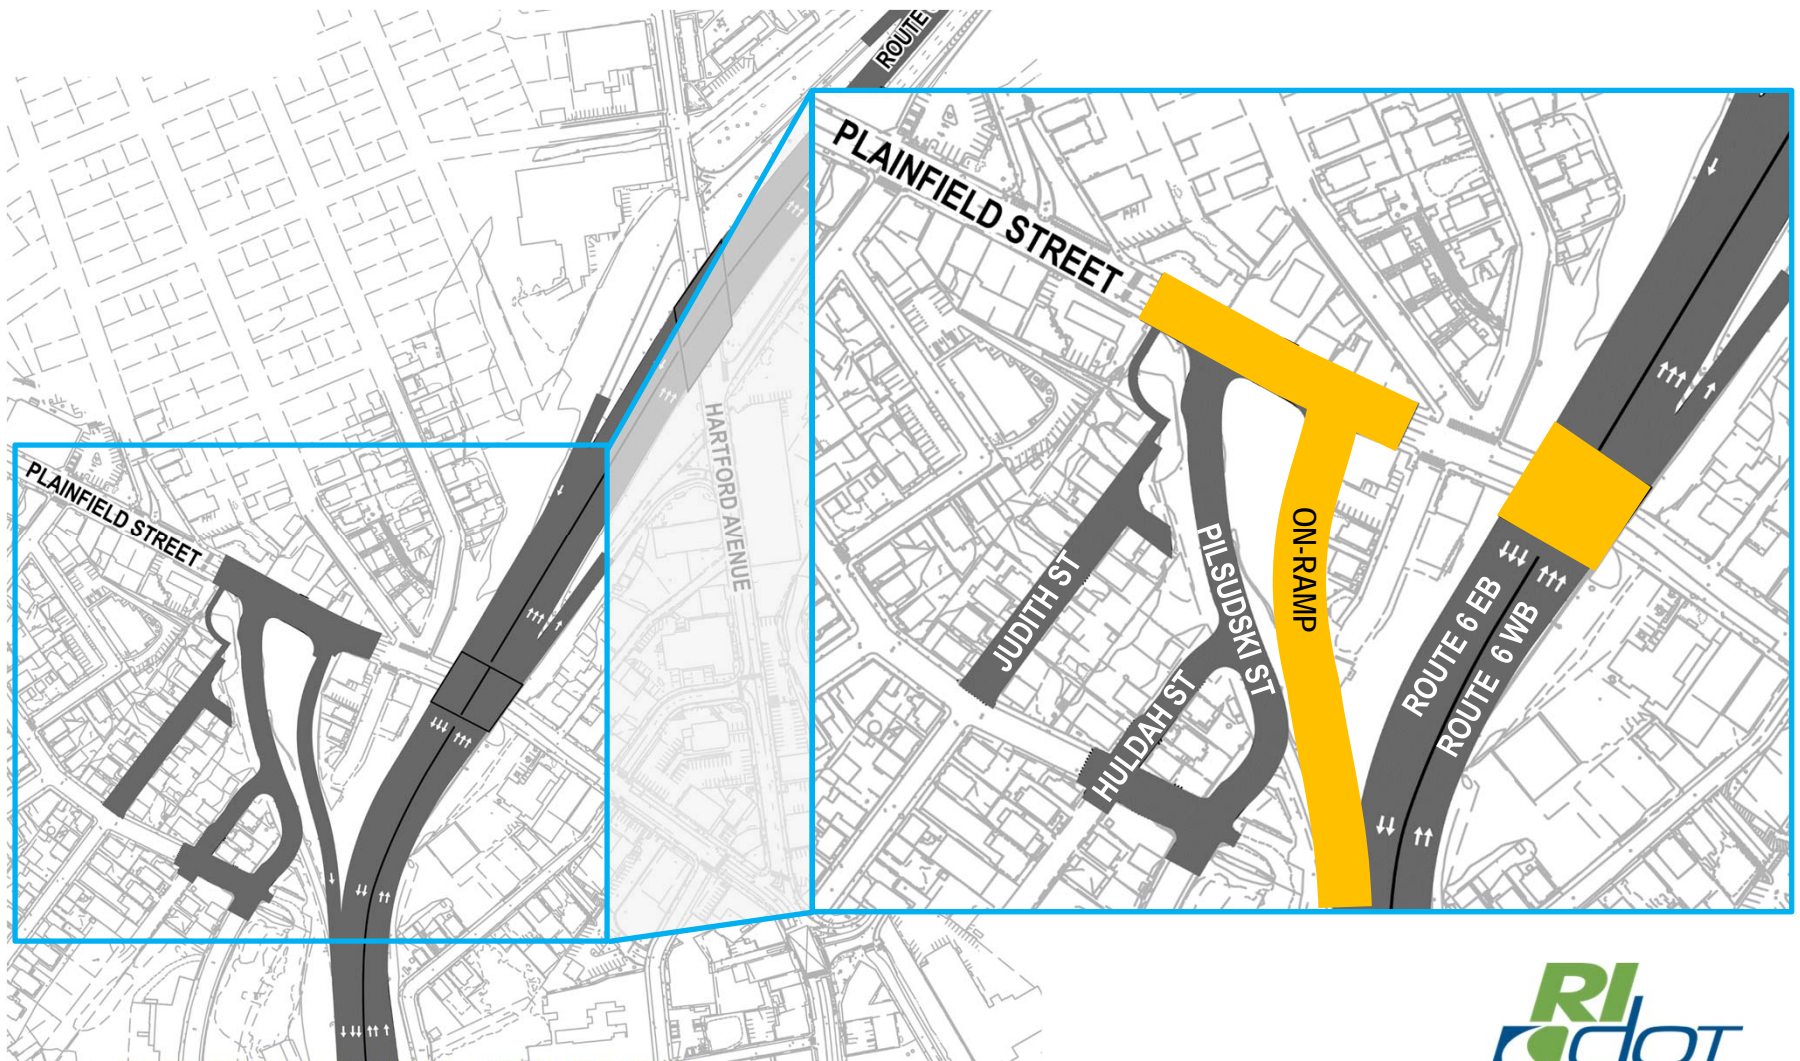 ROUTE
PLAINFIELD STREET
HARTFORD AVENUE
PLAINFIELD STREET
JUDITH ST
PILSUDSKI ST
ON-RAMP
HULDAH ST
ROUTE 6 EB
ROUTE 6 WB
RI
DOT